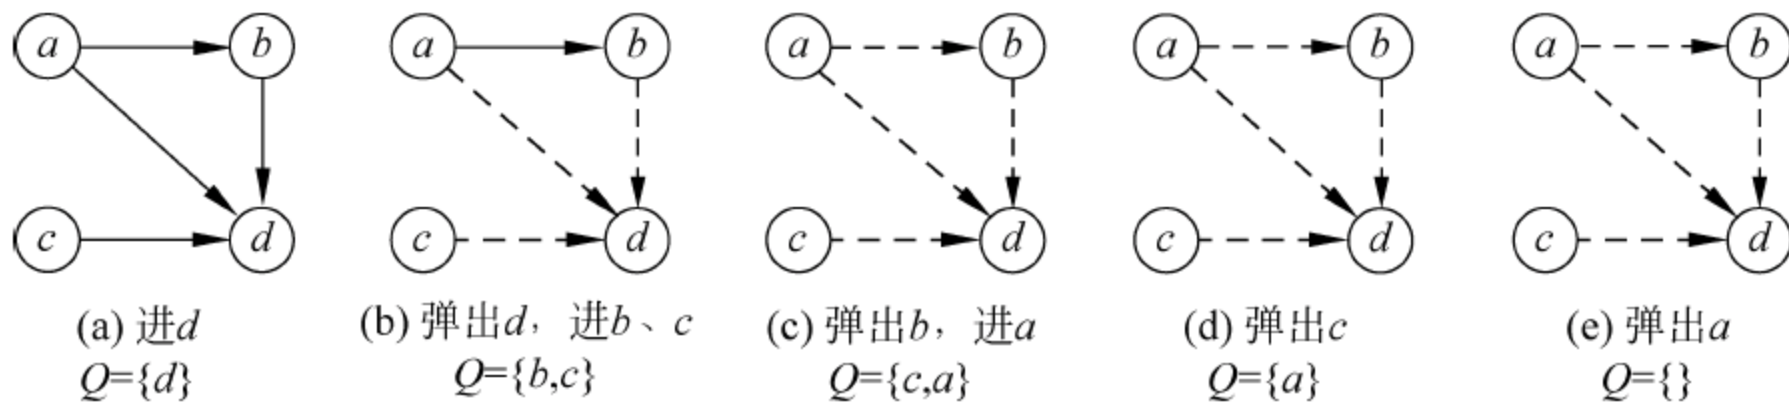 a b a b a b a b a b
c d c d c d c d c d
(a) 进d (b) 弹出d，进b、c (c) 弹出b，进a (d) 弹出c (e) 弹出a
Q={d} Q={b,c} Q={c,a} Q={a} Q={}